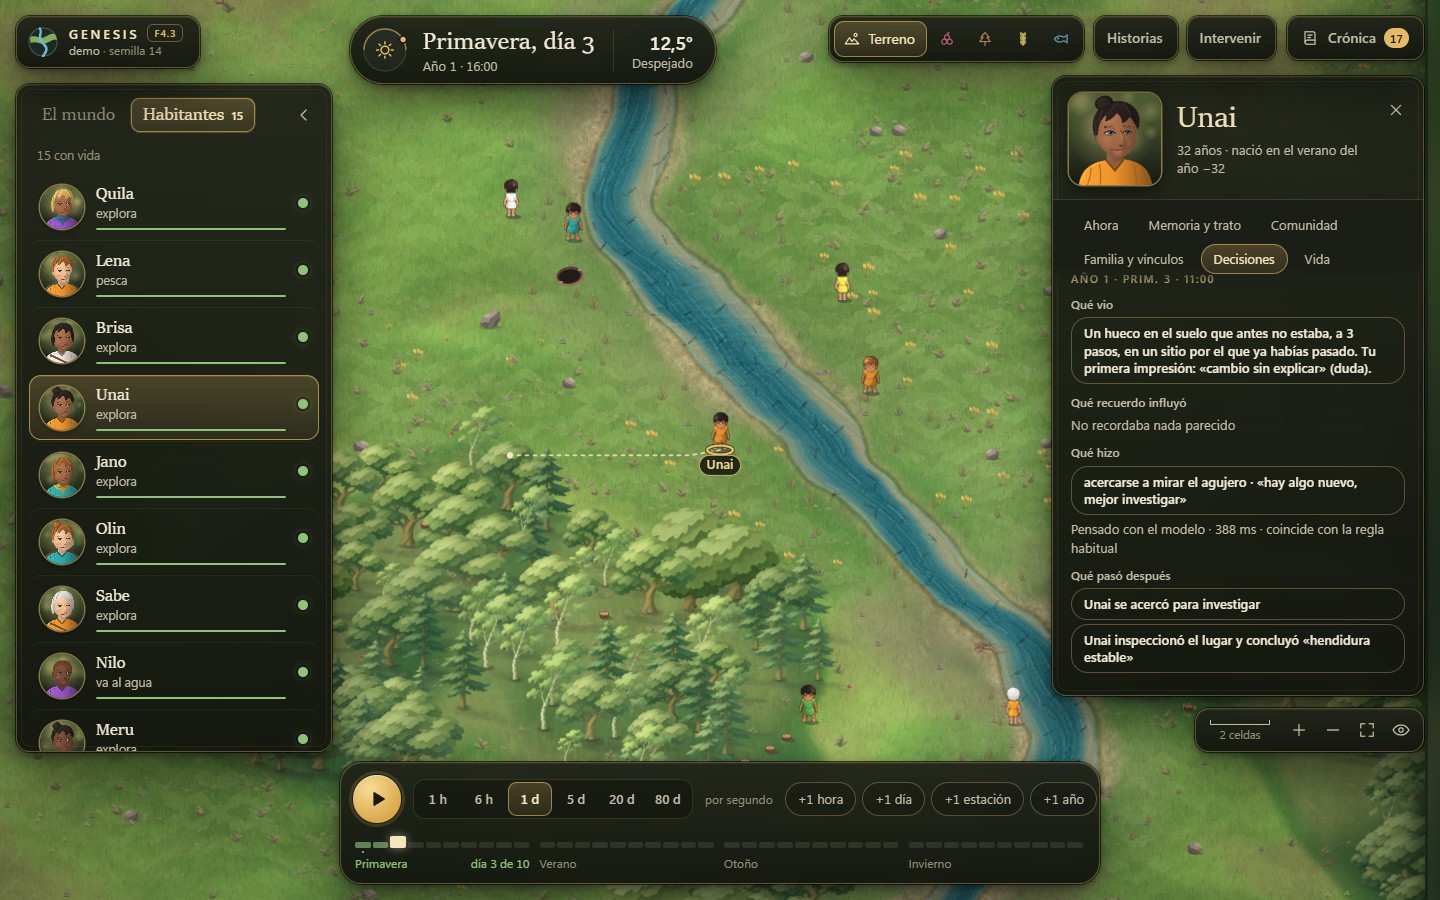 GENESIS F4.3
demo · semilla 14
Primavera, día 3
Año 1 · 16:00
12,5°
Despejado
Terreno
Historias
Intervenir
Crónica 17
El mundo
Habitantes 15
15 con vida
Quila
explora
Lena
pesca
Brisa
explora
Unai
explora
Jano
explora
Olin
explora
Sabe
explora
Nilo
va al agua
Meru
explora
Unai
Unai
32 años · nació en el verano del
año −32
Ahora
Memoria y trato
Comunidad
Familia y vínculos
Decisiones
Vida
AÑO 1 · PRIM. 3 · 11:00
Qué vio
Un hueco en el suelo que antes no estaba, a 3
pasos, en un sitio por el que ya habías pasado. Tu
primera impresión: «cambio sin explicar» (duda).
Qué recuerdo influyó
No recordaba nada parecido
Qué hizo
acercarse a mirar el agujero · «hay algo nuevo,
mejor investigar»
Pensado con el modelo · 388 ms · coincide con la regla
habitual
Qué pasó después
Unai se acercó para investigar
Unai inspeccionó el lugar y concluyó «hendidura
estable»
2 celdas
1 h
6 h
1 d
5 d
20 d
80 d
por segundo
+1 hora
+1 día
+1 estación
+1 año
Primavera
día 3 de 10
Verano
Otoño
Invierno